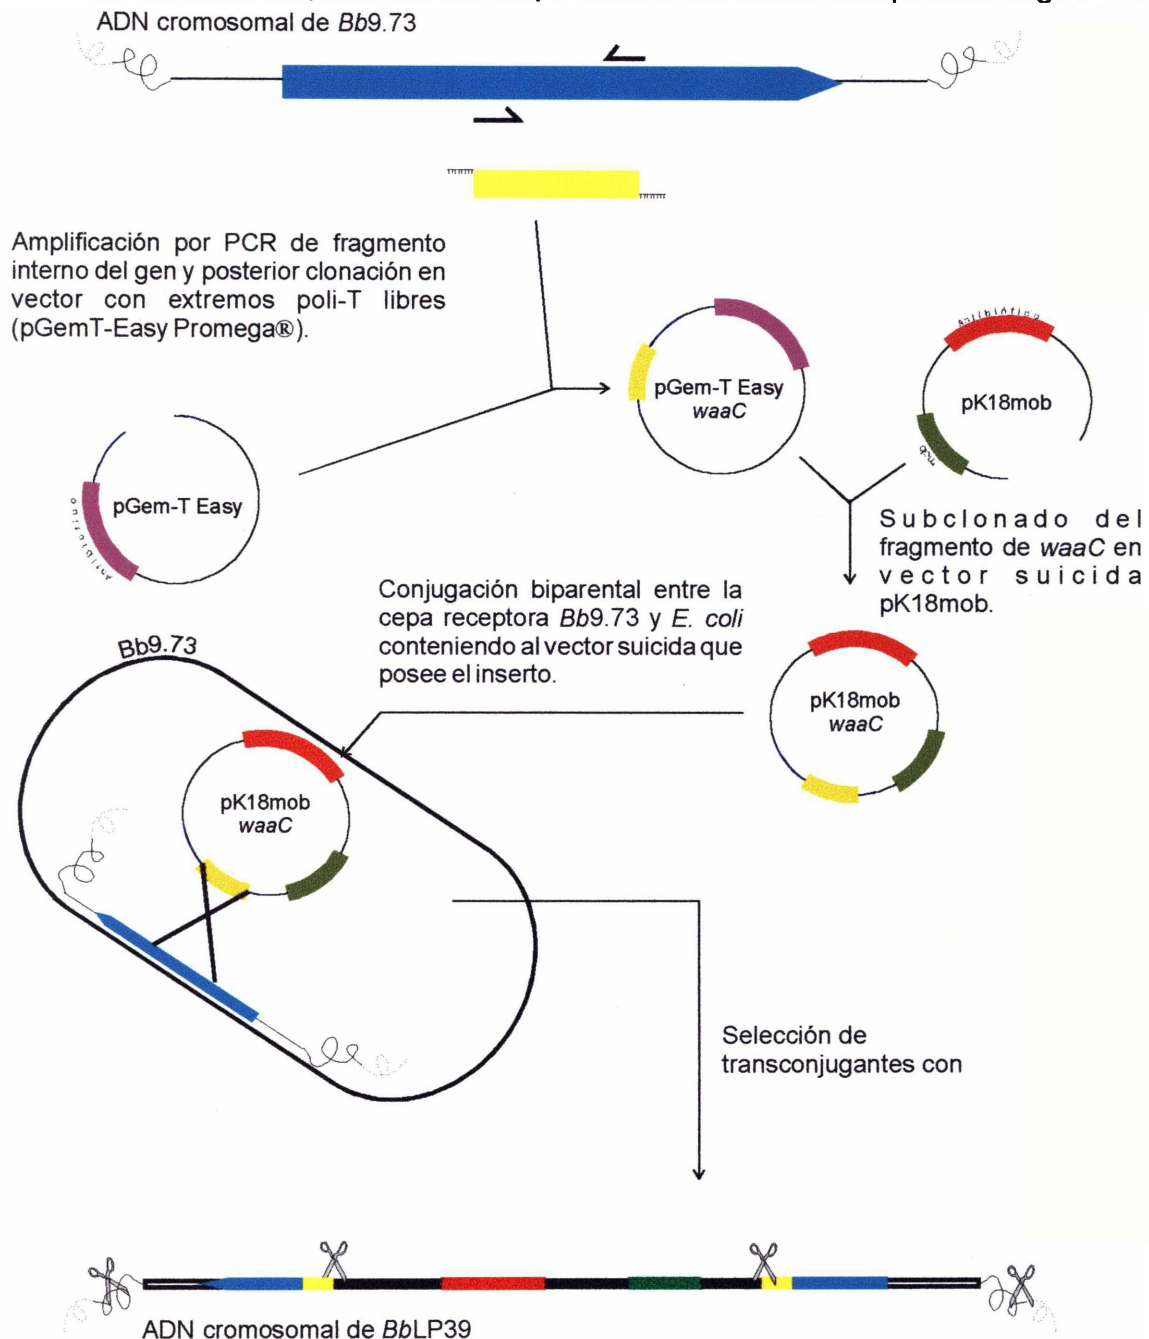 ADN cromosomal de Bb9.73
Amplificación por PCR de fragmento
interno del gen y posterior clonación en
vector con extremos poli-T libres
(pGemT-Easy Promega®).
pGem-T Easy
waaC
Antibiótino
pK18mob
mob
pGem-T Easy
Antibiotino
Subclonado del
fragmento de waaC en
vector suicida
pK18mob.
Conjugación biparental entre la
cepa receptora Bb9.73 y E. coli
conteniendo al vector suicida que
posee el inserto.
Bb9.73
pK18mob
waaC
pK18mob
waaC
Selección de
transconjugantes con
ADN cromosomal de BbLP39